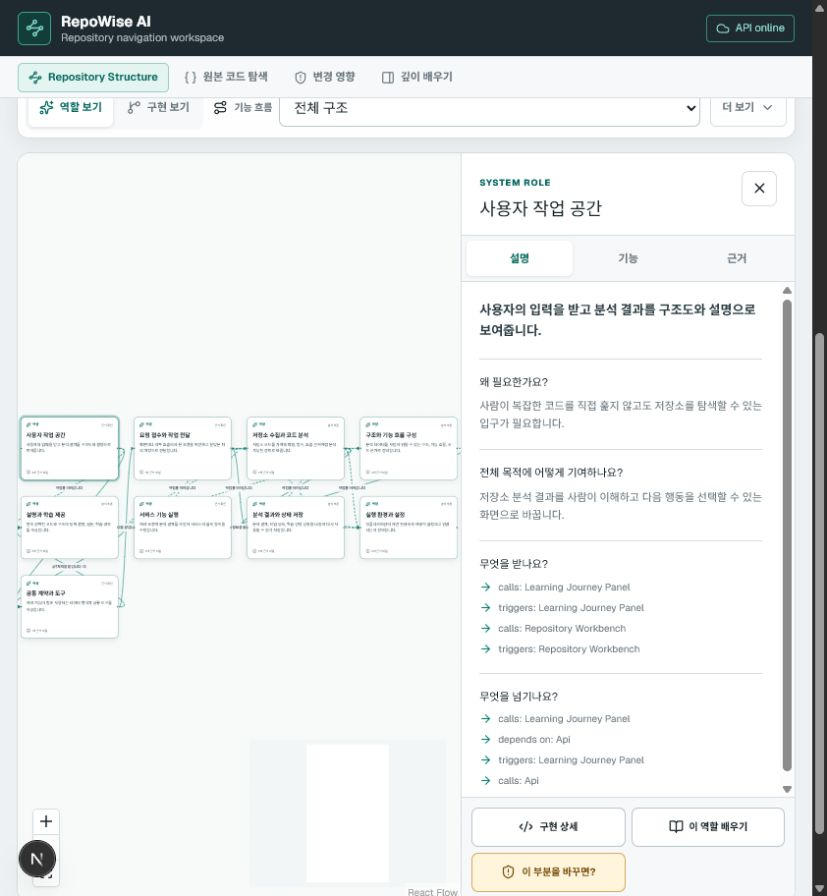 RepoWise AI
Repository navigation workspace
API online
Repository Structure
{ } 원본 코드 탐색
변경 영향
깊이 배우기
역할 보기
구현 보기
기능 흐름
전체 구조
더 보기
사용자 작업 공간
요청 접수와 작업 전달
저장소 수집과 코드 분석
구조와 기능 흐름 구성
설명과 학습 제공
서비스 기능 실행
분석 결과와 상태 저장
실행 환경과 설정
공통 계약과 도구
React Flow
N
SYSTEM ROLE
사용자 작업 공간
설명
기능
근거
사용자의 입력을 받고 분석 결과를 구조도와 설명으로
보여줍니다.
왜 필요한가요?
사람이 복잡한 코드를 직접 훑지 않고도 저장소를 탐색할 수 있는
입구가 필요합니다.
전체 목적에 어떻게 기여하나요?
저장소 분석 결과를 사람이 이해하고 다음 행동을 선택할 수 있는
화면으로 바꿉니다.
무엇을 받나요?
calls: Learning Journey Panel
triggers: Learning Journey Panel
calls: Repository Workbench
triggers: Repository Workbench
무엇을 넘기나요?
calls: Learning Journey Panel
depends on: Api
triggers: Learning Journey Panel
calls: Api
구현 상세
이 역할 배우기
이 부분을 바꾸면?